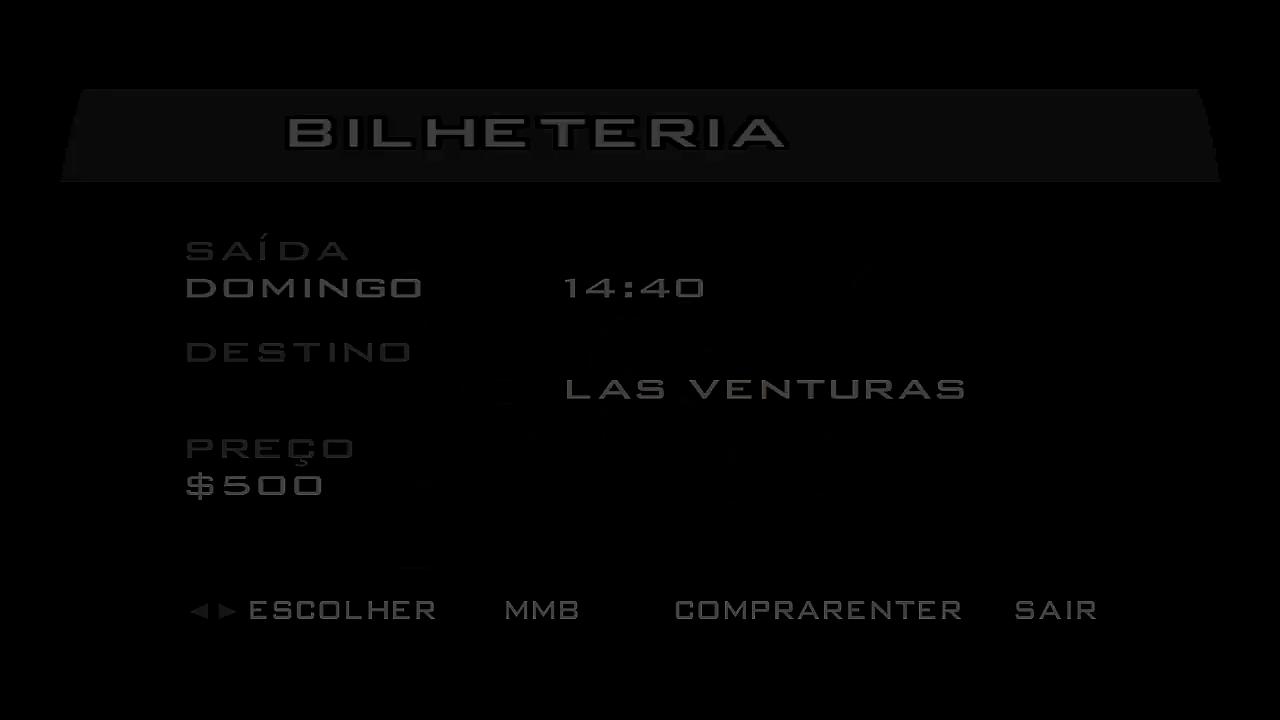 BILHETERIA
SAÍDA
DOMINGO 14:40
DESTINO
LAS VENTURAS
PREÇO
$500
◄► ESCOLHER MMB COMPRARENTER SAIR